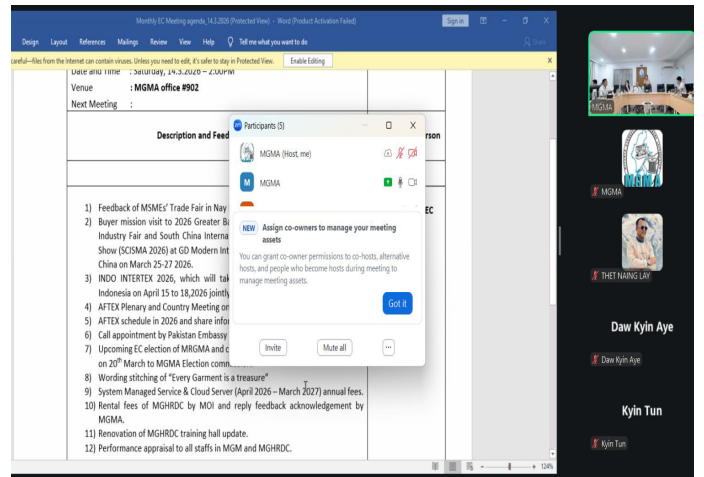 Monthly EC Meeting agenda_14.3.2026 (Protected View) - Word (Product Activation Failed)
Sign in
Design Layout References Mailings Review View Help Tell me what you want to do
Share
careful—files from the Internet can contain viruses. Unless you need to edit, it's safer to stay in Protected View. Enable Editing
Date and Time : Saturday, 14.3.2026 – 2:00PM
Venue : MGMA office #902
Next Meeting :
Description and Feed
rson
EC
1) Feedback of MSMEs' Trade Fair in Nay
2) Buyer mission visit to 2026 Greater Ba
Industry Fair and South China Interna
Show (SCISMA 2026) at GD Modern Int
China on March 25-27 2026.
3) INDO INTERTEX 2026, which will tak
Indonesia on April 15 to 18,2026 jointly
4) AFTEX Plenary and Country Meeting on
5) AFTEX schedule in 2026 and share infor
6) Call appointment by Pakistan Embassy
7) Upcoming EC election of MRGMA and c
on 20th March to MGMA Election comm
8) Wording stitching of "Every Garment is a treasure"
9) System Managed Service & Cloud Server (April 2026 – March 2027) annual fees.
10) Rental fees of MGHRDC by MOI and reply feedback acknowledgement by
MGMA.
11) Renovation of MGHRDC training hall update.
12) Performance appraisal to all staffs in MGM and MGHRDC.
124%
Participants (5)
MGMA (Host, me)
M MGMA
NEW Assign co-owners to manage your meeting
assets
You can grant co-owner permissions to co-hosts, alternative
hosts, and people who become hosts during meeting to
manage meeting assets.
Got it
Invite Mute all ...
MGMA
MGMA
MGMA
THET NAING LAY
Daw Kyin Aye
Daw Kyin Aye
Kyin Tun
Kyin Tun